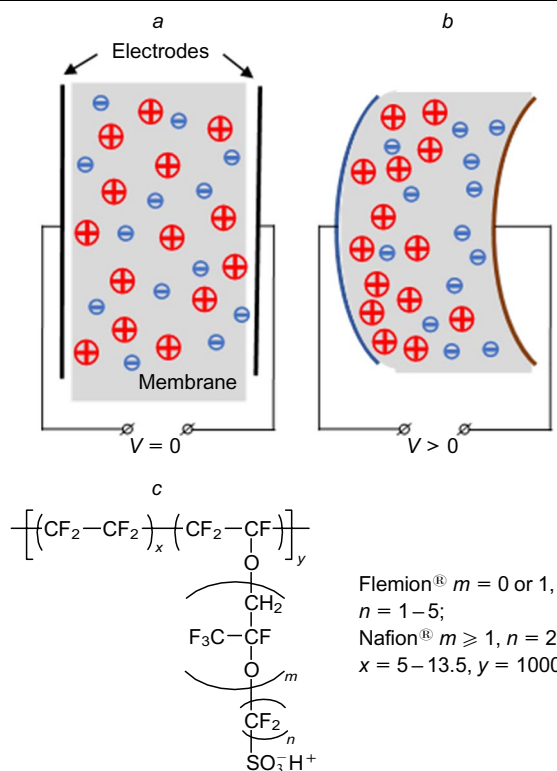 a
b
Electrodes
Membrane
V = 0
V > 0
c
[(CF2—CF2)x(CF2—CF)]y
O
CH2
F3C—CF
O
m
CF2
n
SO3−H+
Flemion® m = 0 or 1,
n = 1–5;
Nafion® m ⩾ 1, n = 2
x = 5–13.5, y = 1000